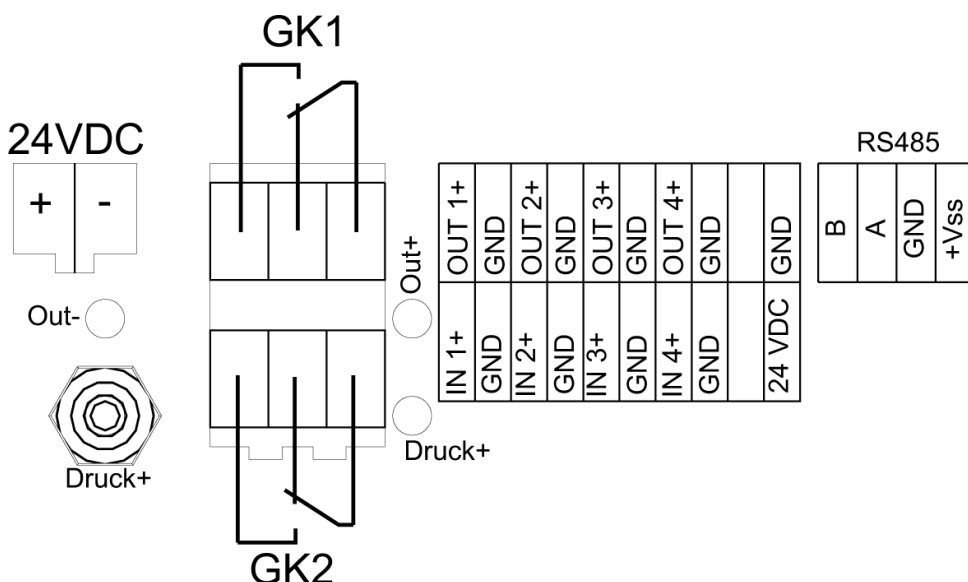 GK1
24VDC
+ -
Out-
Druck+
Out+
Druck+
GK2
OUT 1+ GND OUT 2+ GND OUT 3+ GND OUT 4+ GND GND
IN 1+ GND IN 2+ GND IN 3+ GND IN 4+ GND 24 VDC
RS485
B A GND +Vss